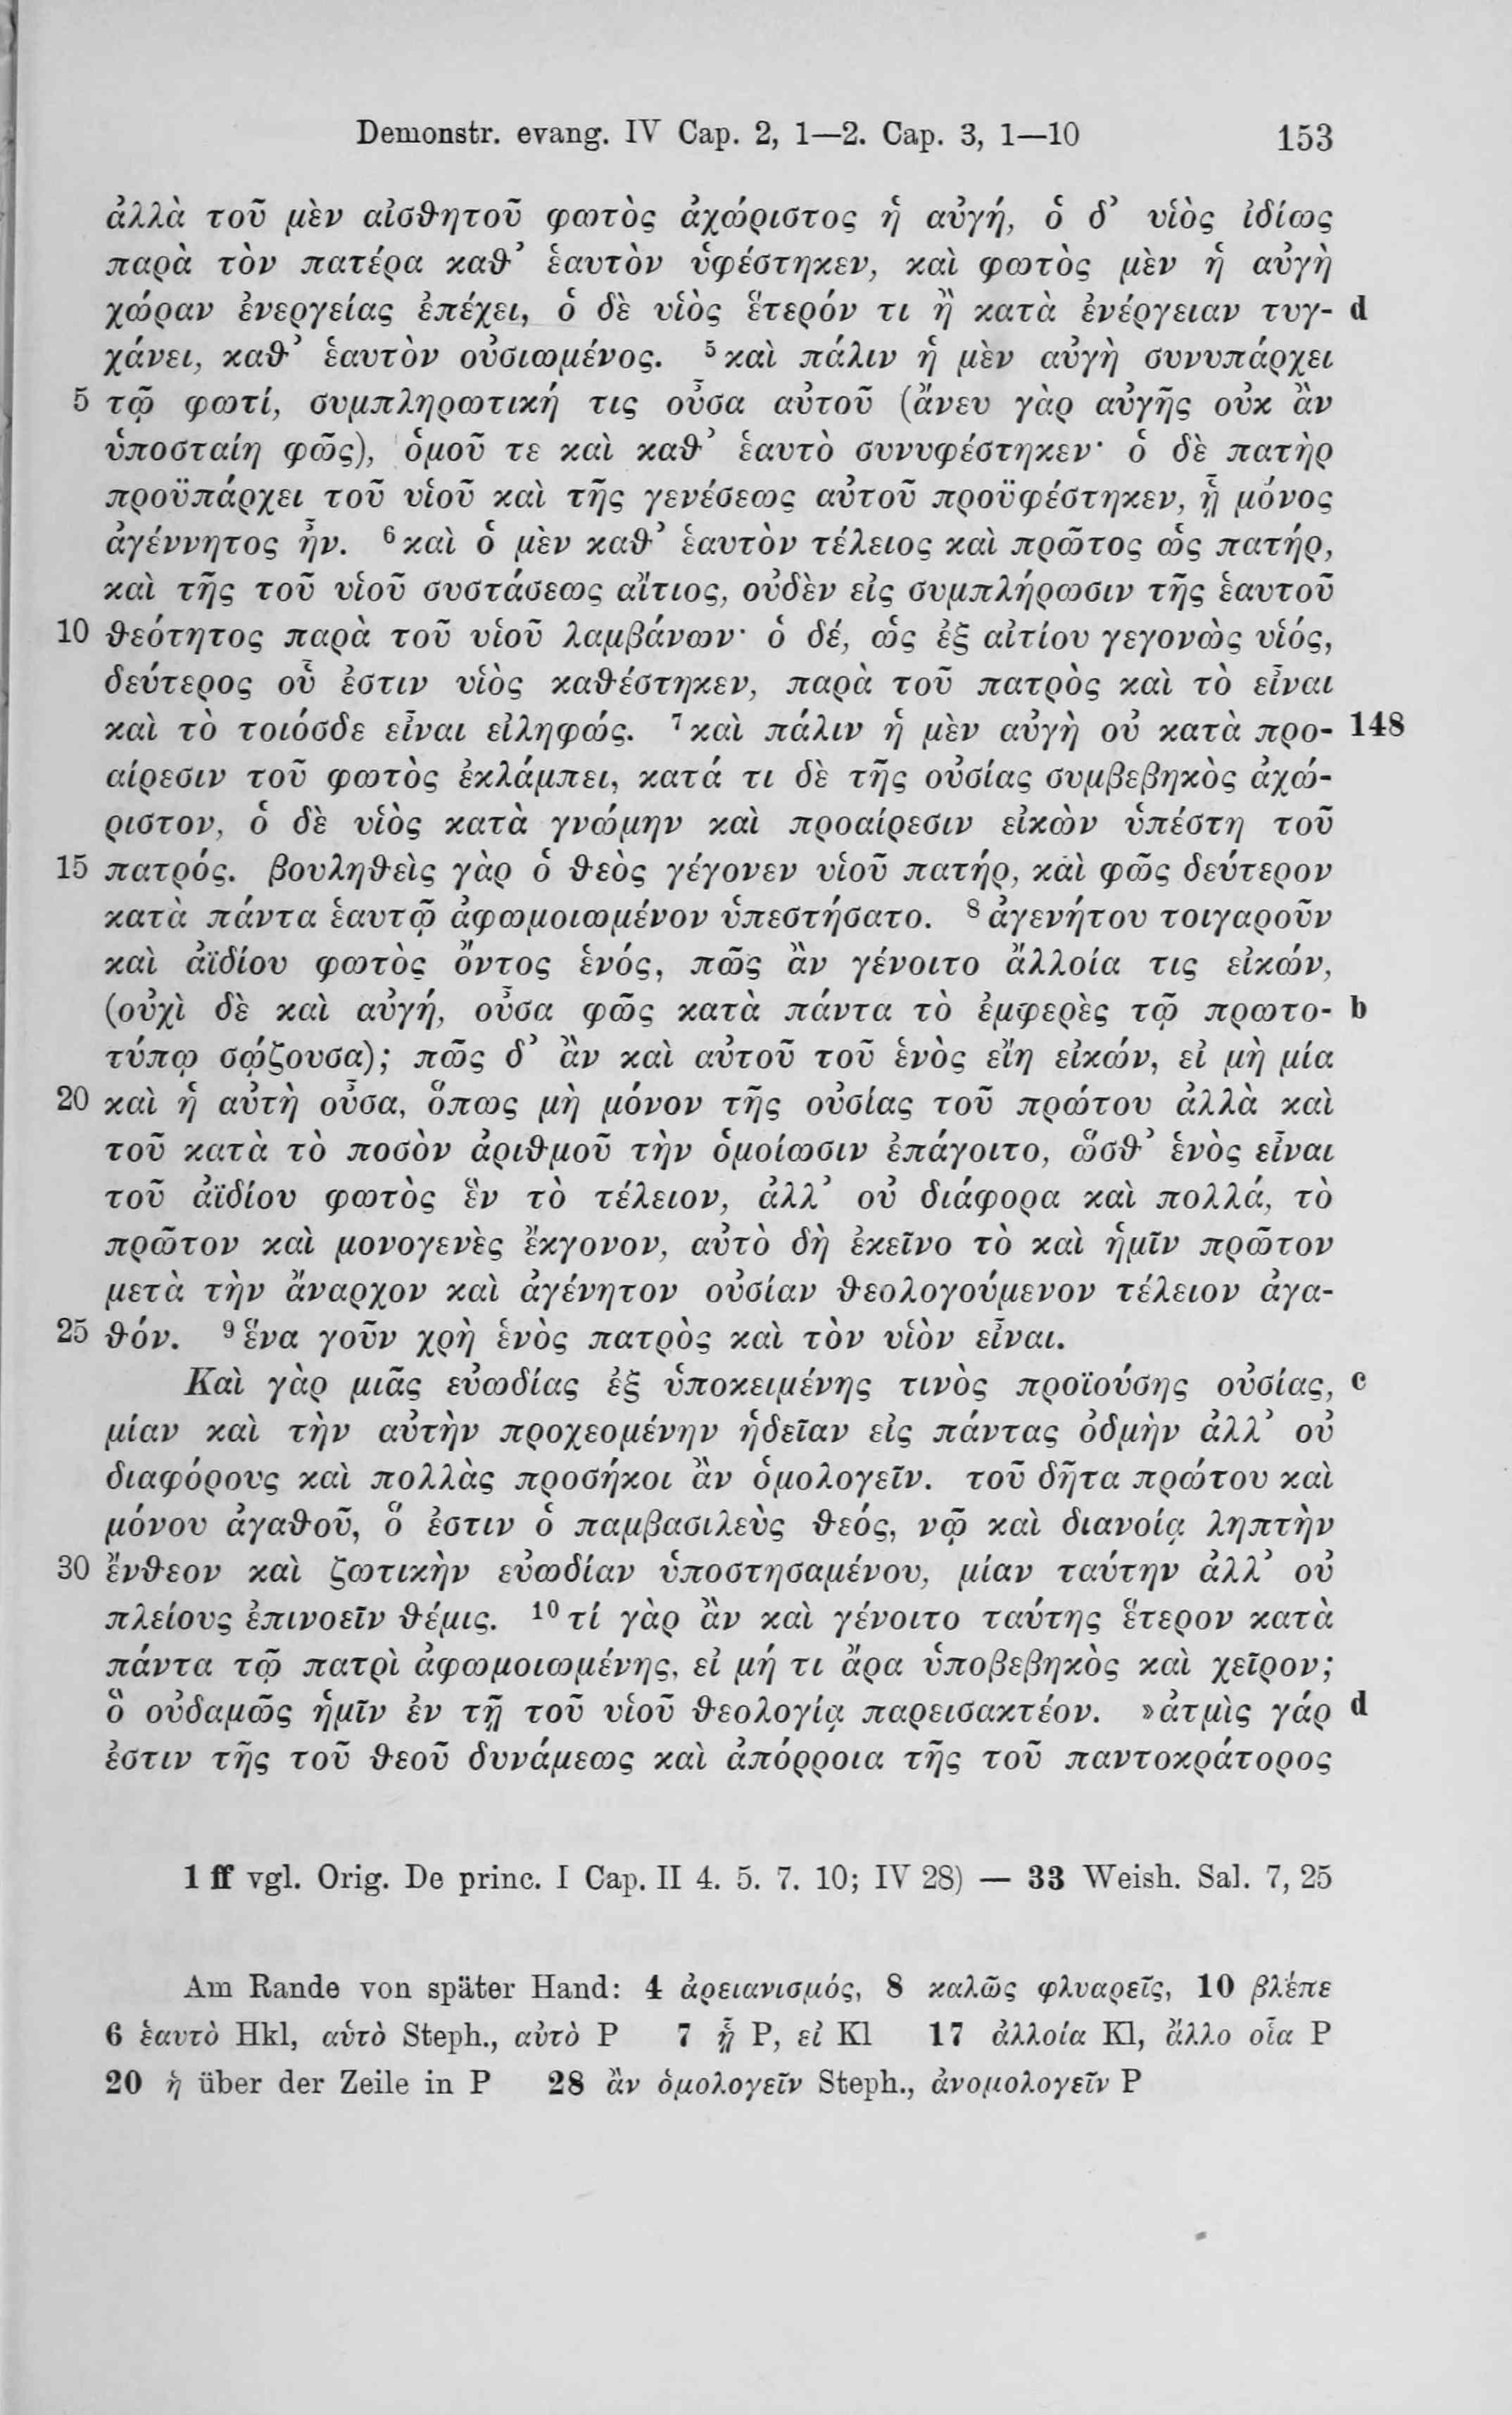 Demonstr. evang. IV Cap. 2, 1—2. Cap. 3, 1—10 153
ἀλλὰ τοῦ μὲν αἰσθητοῦ φωτὸς ἀχώριστος ἡ αὐγή, ὁ δ’ υἱὸς ἰδίως
παρὰ τὸν πατέρα καθ’ ἑαυτὸν ὑφέστηκεν, καὶ φωτὸς μὲν ἡ αὐγὴ
χώραν ἐνεργείας ἐπέχει, ὁ δὲ υἱὸς ἕτερόν τι ἢ κατὰ ἐνέργειαν τυγ- d
χάνει, καθ’ ἑαυτὸν οὐσιωμένος. ⁵ καὶ πάλιν ἡ μὲν αὐγὴ συνυπάρχει
5 τῷ φωτί, συμπληρωτική τις οὖσα αὐτοῦ (ἄνευ γὰρ αὐγῆς οὐκ ἂν
ὑποσταίη φῶς), ὁμοῦ τε καὶ καθ’ ἑαυτὸ συνυφέστηκεν· ὁ δὲ πατὴρ
προϋπάρχει τοῦ υἱοῦ καὶ τῆς γενέσεως αὐτοῦ προϋφέστηκεν, ᾗ μόνος
ἀγέννητος ἦν. ⁶ καὶ ὁ μὲν καθ’ ἑαυτὸν τέλειος καὶ πρῶτος ὡς πατήρ,
καὶ τῆς τοῦ υἱοῦ συστάσεως αἴτιος, οὐδὲν εἰς συμπλήρωσιν τῆς ἑαυτοῦ
10 θεότητος παρὰ τοῦ υἱοῦ λαμβάνων· ὁ δέ, ὡς ἐξ αἰτίου γεγονὼς υἱός,
δεύτερος οὗ ἐστιν υἱὸς καθέστηκεν, παρὰ τοῦ πατρὸς καὶ τὸ εἶναι
καὶ τὸ τοιόσδε εἶναι εἰληφώς. ⁷ καὶ πάλιν ἡ μὲν αὐγὴ οὐ κατὰ προ- 148
αίρεσιν τοῦ φωτὸς ἐκλάμπει, κατά τι δὲ τῆς οὐσίας συμβεβηκὸς ἀχώ-
ριστον, ὁ δὲ υἱὸς κατὰ γνώμην καὶ προαίρεσιν εἰκὼν ὑπέστη τοῦ
15 πατρός. βουληθεὶς γὰρ ὁ θεὸς γέγονεν υἱοῦ πατήρ, καὶ φῶς δεύτερον
κατὰ πάντα ἑαυτῷ ἀφωμοιωμένον ὑπεστήσατο. ⁸ ἀγενήτου τοιγαροῦν
καὶ ἀϊδίου φωτὸς ὄντος ἑνός, πῶς ἂν γένοιτο ἄλλοία τις εἰκών,
(οὐχὶ δὲ καὶ αὐγή, οὖσα φῶς κατὰ πάντα τὸ ἐμφερὲς τῷ πρωτο- b
τύπῳ σῴζουσα); πῶς δ’ ἂν καὶ αὐτοῦ τοῦ ἑνὸς εἴη εἰκών, εἰ μὴ μία
20 καὶ ἡ αὐτὴ οὖσα, ὅπως μὴ μόνον τῆς οὐσίας τοῦ πρώτου ἀλλὰ καὶ
τοῦ κατὰ τὸ ποσὸν ἀριθμοῦ τὴν ὁμοίωσιν ἐπάγοιτο, ὥσθ’ ἑνὸς εἶναι
τοῦ ἀϊδίου φωτὸς ἓν τὸ τέλειον, ἀλλ’ οὐ διάφορα καὶ πολλά, τὸ
πρῶτον καὶ μονογενὲς ἔκγονον, αὐτὸ δὴ ἐκεῖνο τὸ καὶ ἡμῖν πρῶτον
μετὰ τὴν ἄναρχον καὶ ἀγένητον οὐσίαν θεολογούμενον τέλειον ἀγα-
25 θόν. ⁹ ἕνα γοῦν χρὴ ἑνὸς πατρὸς καὶ τὸν υἱὸν εἶναι.
Καὶ γὰρ μιᾶς εὐωδίας ἐξ ὑποκειμένης τινὸς προϊούσης οὐσίας, c
μίαν καὶ τὴν αὐτὴν προχεομένην ἡδεῖαν εἰς πάντας ὀδμὴν ἀλλ’ οὐ
διαφόρους καὶ πολλὰς προσήκοι ἂν ὁμολογεῖν. τοῦ δῆτα πρώτου καὶ
μόνου ἀγαθοῦ, ὅ ἐστιν ὁ παμβασιλεὺς θεός, νῷ καὶ διανοίᾳ ληπτὴν
30 ἔνθεον καὶ ζωτικὴν εὐωδίαν ὑποστησαμένου, μίαν ταύτην ἀλλ’ οὐ
πλείους ἐπινοεῖν θέμις. ¹⁰ τί γὰρ ἂν καὶ γένοιτο ταύτης ἕτερον κατὰ
πάντα τῷ πατρὶ ἀφωμοιωμένης, εἰ μή τι ἄρα ὑποβεβηκὸς καὶ χεῖρον;
ὃ οὐδαμῶς ἡμῖν ἐν τῇ τοῦ υἱοῦ θεολογίᾳ παρεισακτέον. »ἀτμὶς γάρ d
ἐστιν τῆς τοῦ θεοῦ δυνάμεως καὶ ἀπόρροια τῆς τοῦ παντοκράτορος
1 ff vgl. Orig. De princ. I Cap. II 4. 5. 7. 10; IV 28) — 33 Weish. Sal. 7, 25
Am Rande von später Hand: 4 ἀρειανισμός, 8 καλῶς φλυαρεῖς, 10 βλέπε
6 ἑαυτὸ Hkl, αὑτὸ Steph., αὐτὸ P 7 ᾗ P, εἰ Kl 17 ἀλλοία Kl, ἄλλο οἷα P
20 ἡ über der Zeile in P 28 ἂν ὁμολογεῖν Steph., ἀνομολογεῖν P